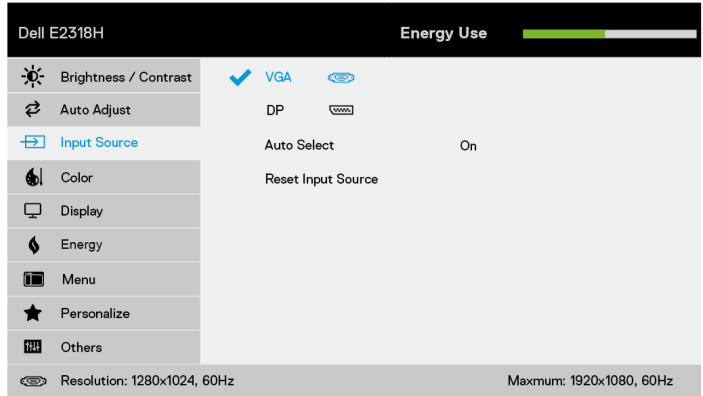 Dell E2318H Energy Use
Brightness / Contrast VGA
Auto Adjust DP
Input Source Auto Select On
Color Reset Input Source
Display
Energy
Menu
Personalize
Others
Resolution: 1280x1024, 60Hz Maxmum: 1920x1080, 60Hz